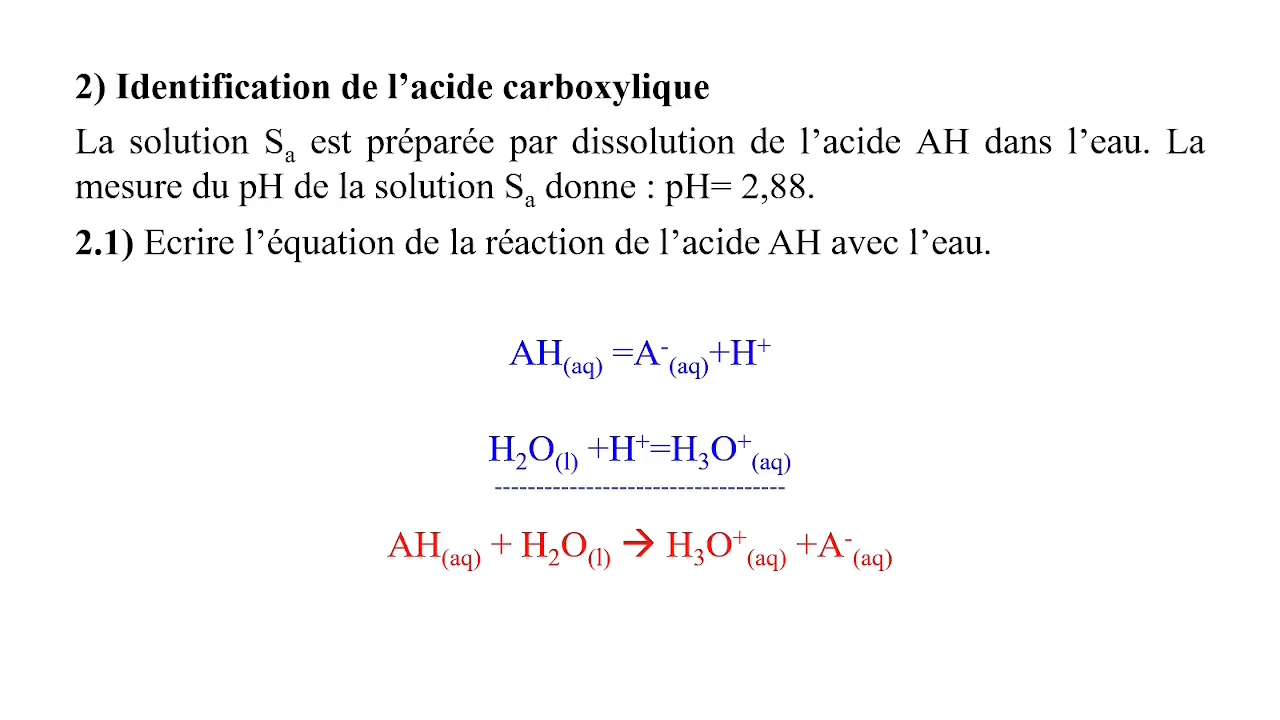 2) Identification de l’acide carboxylique
La solution Sₐ est préparée par dissolution de l’acide AH dans l’eau. La
mesure du pH de la solution Sₐ donne : pH= 2,88.
2.1) Ecrire l’équation de la réaction de l’acide AH avec l’eau.
AH(aq) =A⁻(aq)+H⁺
H₂O(l) +H⁺=H₃O⁺(aq)
-----------------------------------
AH(aq) + H₂O(l) → H₃O⁺(aq) +A⁻(aq)